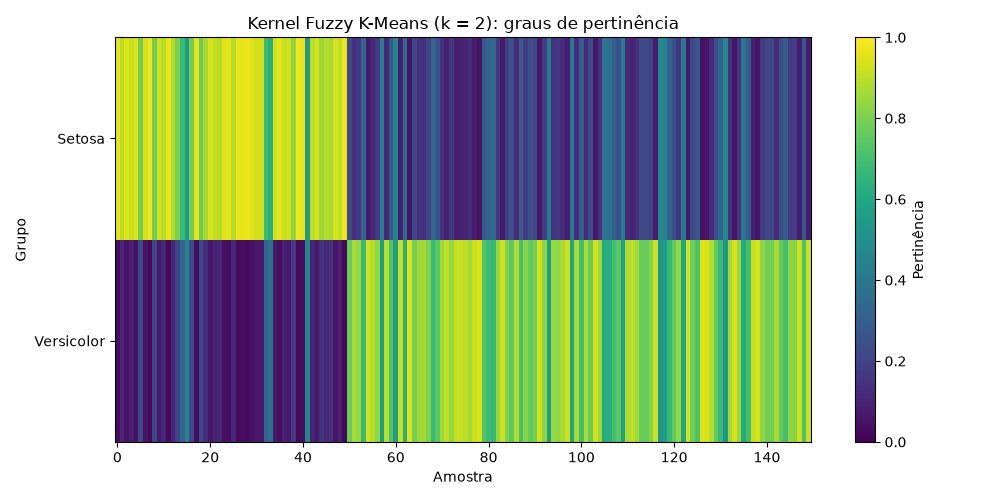 Kernel Fuzzy K-Means (k = 2): graus de pertinência
Setosa
Versicolor
Grupo
0 20 40 60 80 100 120 140
Amostra
1.0
0.8
0.6
0.4
0.2
0.0
Pertinência